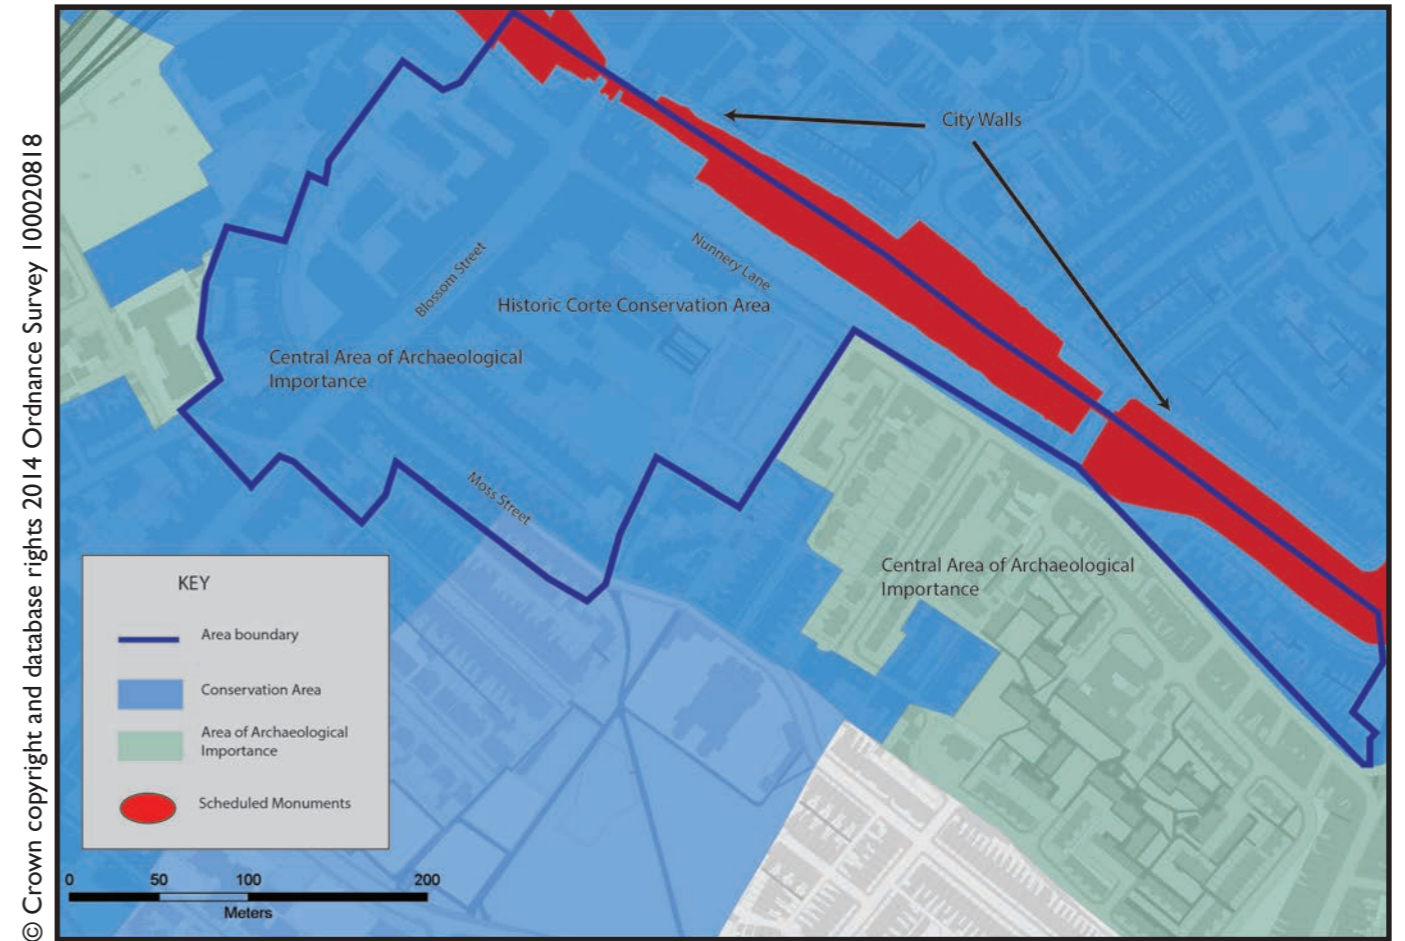 © Crown copyright and database rights 2014 Ordnance Survey 100020818
City Walls
Nunnery Lane
Blossom Street
Historic Corte Conservation Area
Central Area of Archaeological
Importance
Moss Street
Central Area of Archaeological
Importance
KEY
Area boundary
Conservation Area
Area of Archaeological
Importance
Scheduled Monuments
0 50 100 200
Meters